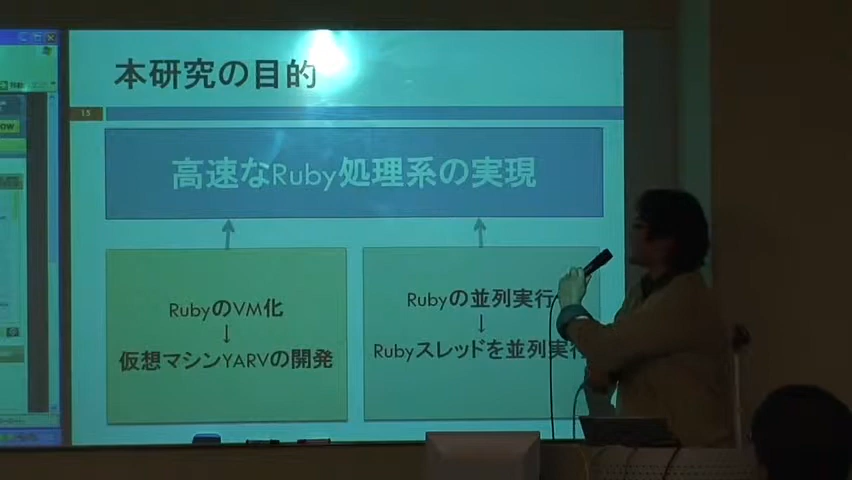 本研究の目的
15
高速なRuby処理系の実現
RubyのVM化
↓
仮想マシンYARVの開発
Rubyの並列実行
↓
Rubyスレッドを並列実行